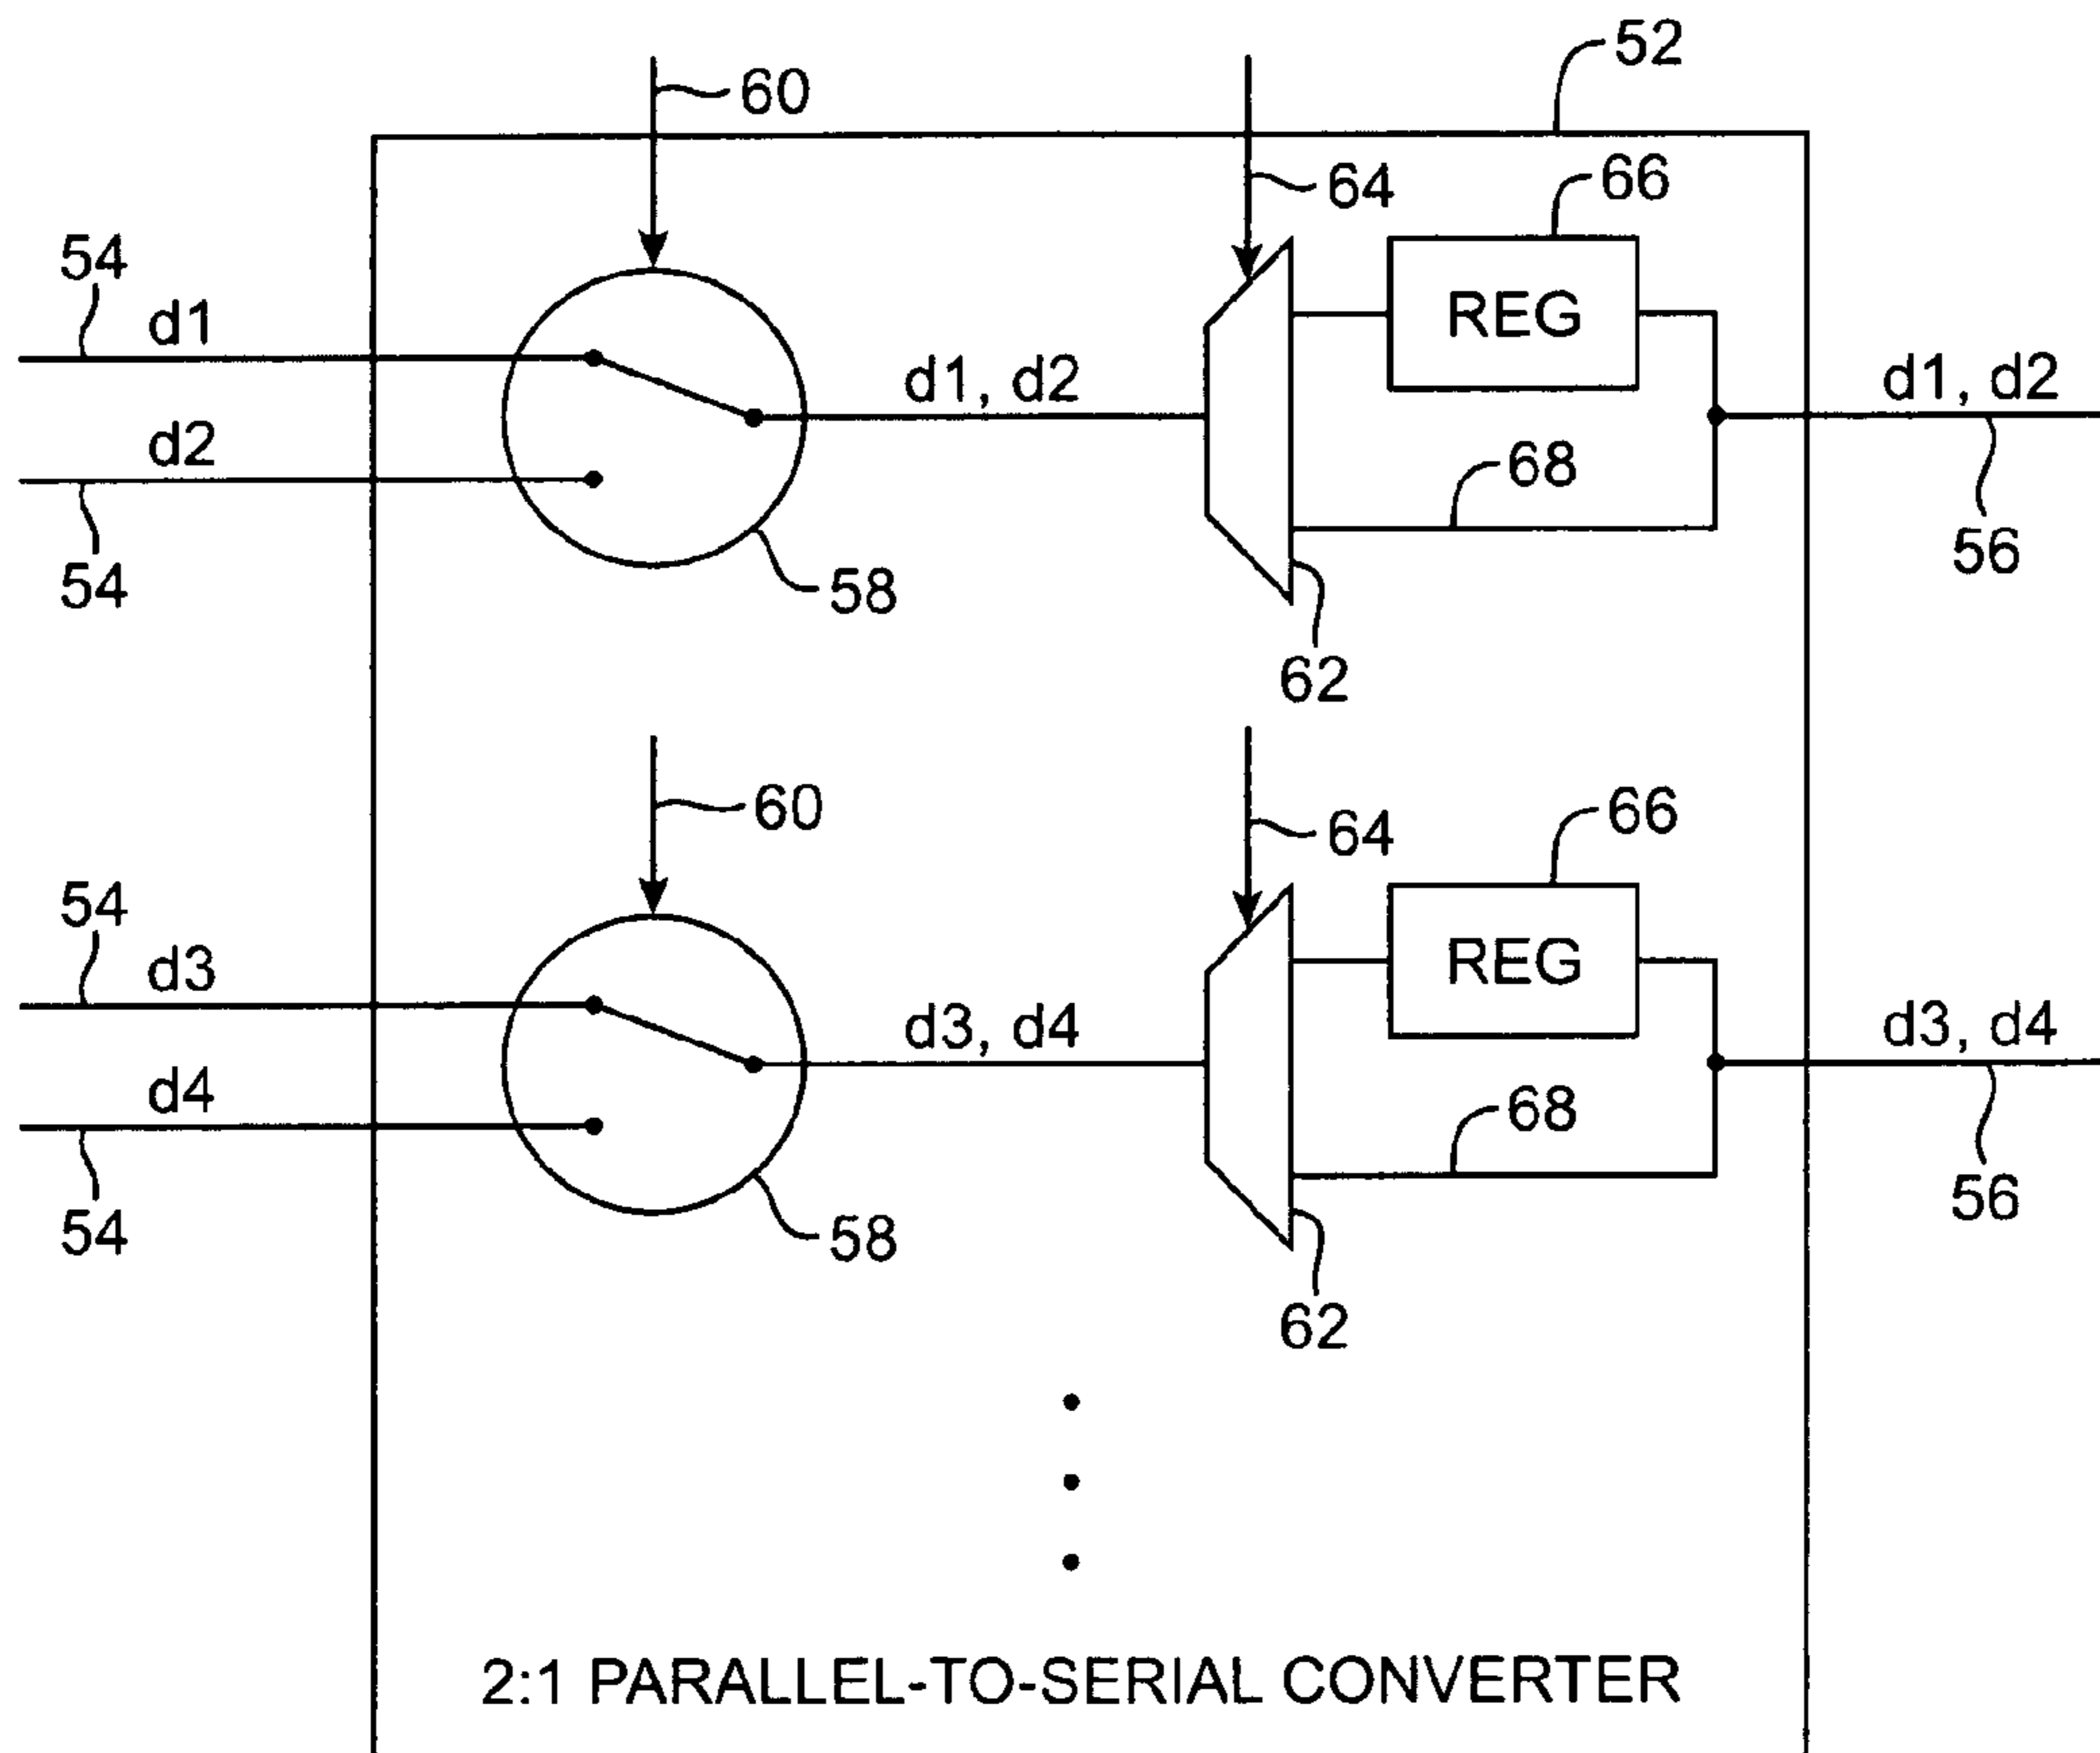 52
60
64
66
54
d1
REG
d1, d2
d1, d2
d2
68
54
58
56
62
60
64
66
54
d3
REG
d3, d4
d3, d4
d4
68
54
58
56
62
2:1 PARALLEL-TO-SERIAL CONVERTER